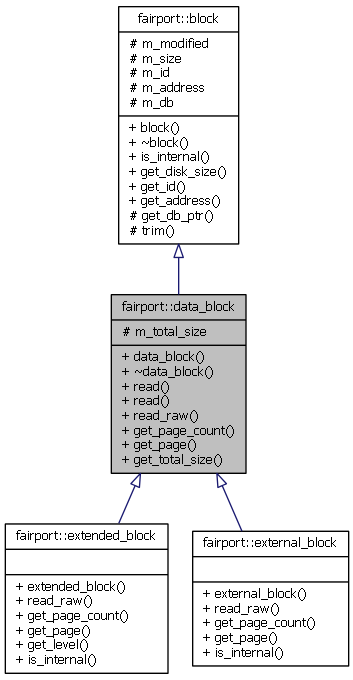 fairport::block
# m_modified
# m_size
# m_id
# m_address
# m_db
+ block()
+ ~block()
+ is_internal()
+ get_disk_size()
+ get_id()
+ get_address()
# get_db_ptr()
# trim()
fairport::data_block
# m_total_size
+ data_block()
+ ~data_block()
+ read()
+ read()
+ read_raw()
+ get_page_count()
+ get_page()
+ get_total_size()
fairport::extended_block
+ extended_block()
+ read_raw()
+ get_page_count()
+ get_page()
+ get_level()
+ is_internal()
fairport::external_block
+ external_block()
+ read_raw()
+ get_page_count()
+ get_page()
+ is_internal()